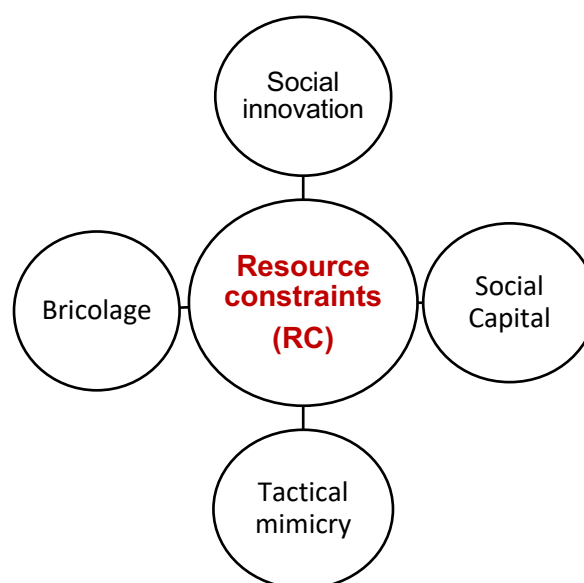 Social
innovation
Resource
constraints
(RC)
Bricolage
Social
Capital
Tactical
mimicry